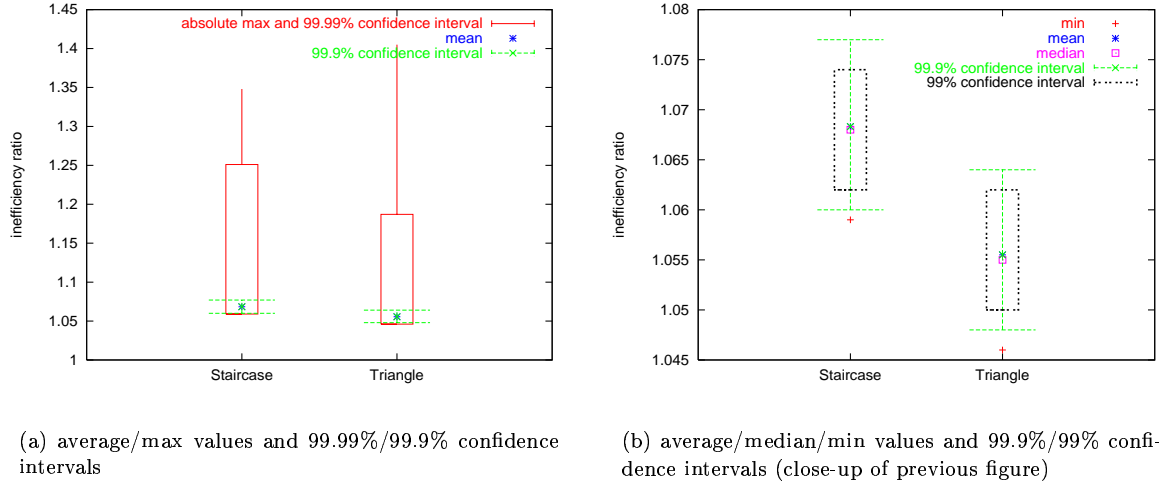 1.45
1.4
1.35
1.3
1.25
1.2
1.15
1.1
1.05
1
inefficiency ratio
absolute max and 99.99% confidence interval
mean
99.9% confidence interval
Staircase
Triangle
(a) average/max values and 99.99%/99.9% confidence
intervals
1.08
1.075
1.07
1.065
1.06
1.055
1.05
1.045
inefficiency ratio
min
mean
median
99.9% confidence interval
99% confidence interval
Staircase
Triangle
(b) average/median/min values and 99.9%/99% confi-
dence intervals (close-up of previous figure)